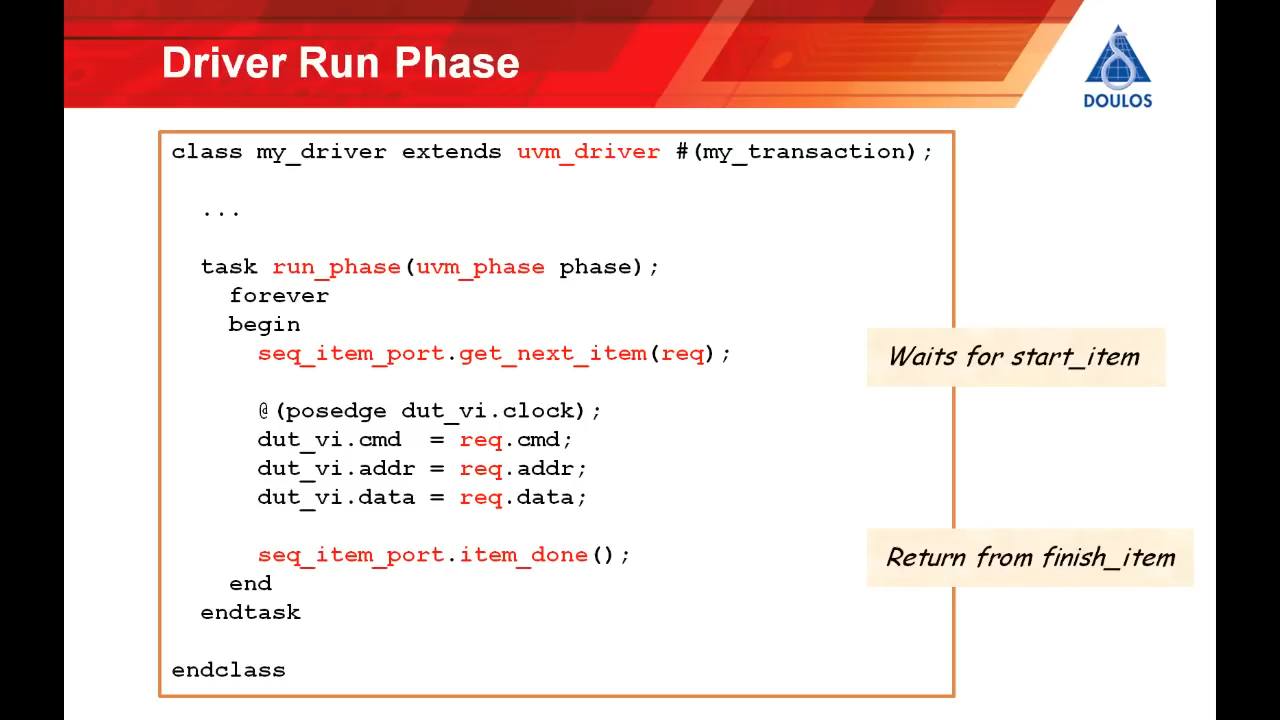 Driver Run Phase
DOULOS
class my_driver extends uvm_driver #(my_transaction);
...
task run_phase(uvm_phase phase);
forever
begin
seq_item_port.get_next_item(req);
Waits for start_item
@(posedge dut_vi.clock);
dut_vi.cmd  = req.cmd;
dut_vi.addr = req.addr;
dut_vi.data = req.data;
seq_item_port.item_done();
Return from finish_item
end
endtask
endclass